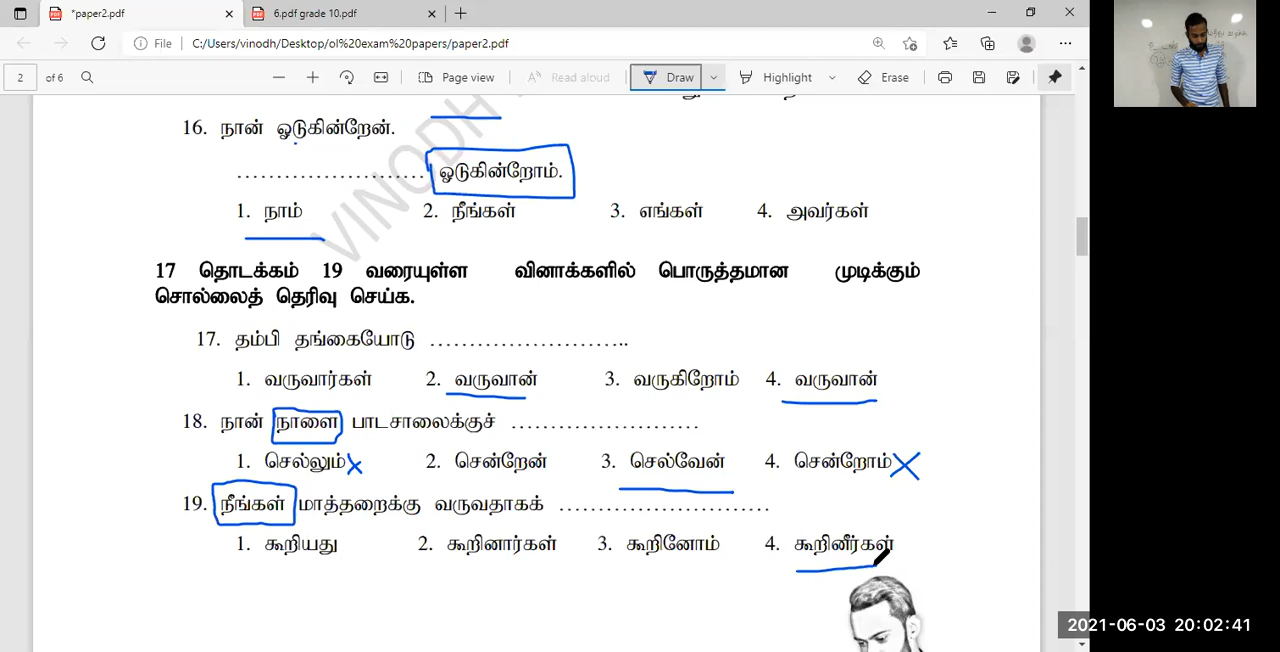 *paper2.pdf
6.pdf grade 10.pdf
File C:/Users/vinodh/Desktop/ol%20exam%20papers/paper2.pdf
2 of 6 Page view Read aloud Draw Highlight Erase
16. நான் ஓடுகின்றேன்.
........................ ஓடுகின்றோம்.
1. நாம் 2. நீங்கள் 3. எங்கள் 4. அவர்கள்
VINODH
17 தொடக்கம் 19 வரையுள்ள வினாக்களில் பொருத்தமான முடிக்கும்
சொல்லைத் தெரிவு செய்க.
17. தம்பி தங்கையோடு ..........................
1. வருவார்கள் 2. வருவான் 3. வருகிறோம் 4. வருவான்
18. நான் நாளை பாடசாலைக்குச் ........................
1. செல்லும் 2. சென்றேன் 3. செல்வேன் 4. சென்றோம்
19. நீங்கள் மாத்தறைக்கு வருவதாகக் ...........................
1. கூறியது 2. கூறினார்கள் 3. கூறினோம் 4. கூறினீர்கள்
2021-06-03 20:02:41